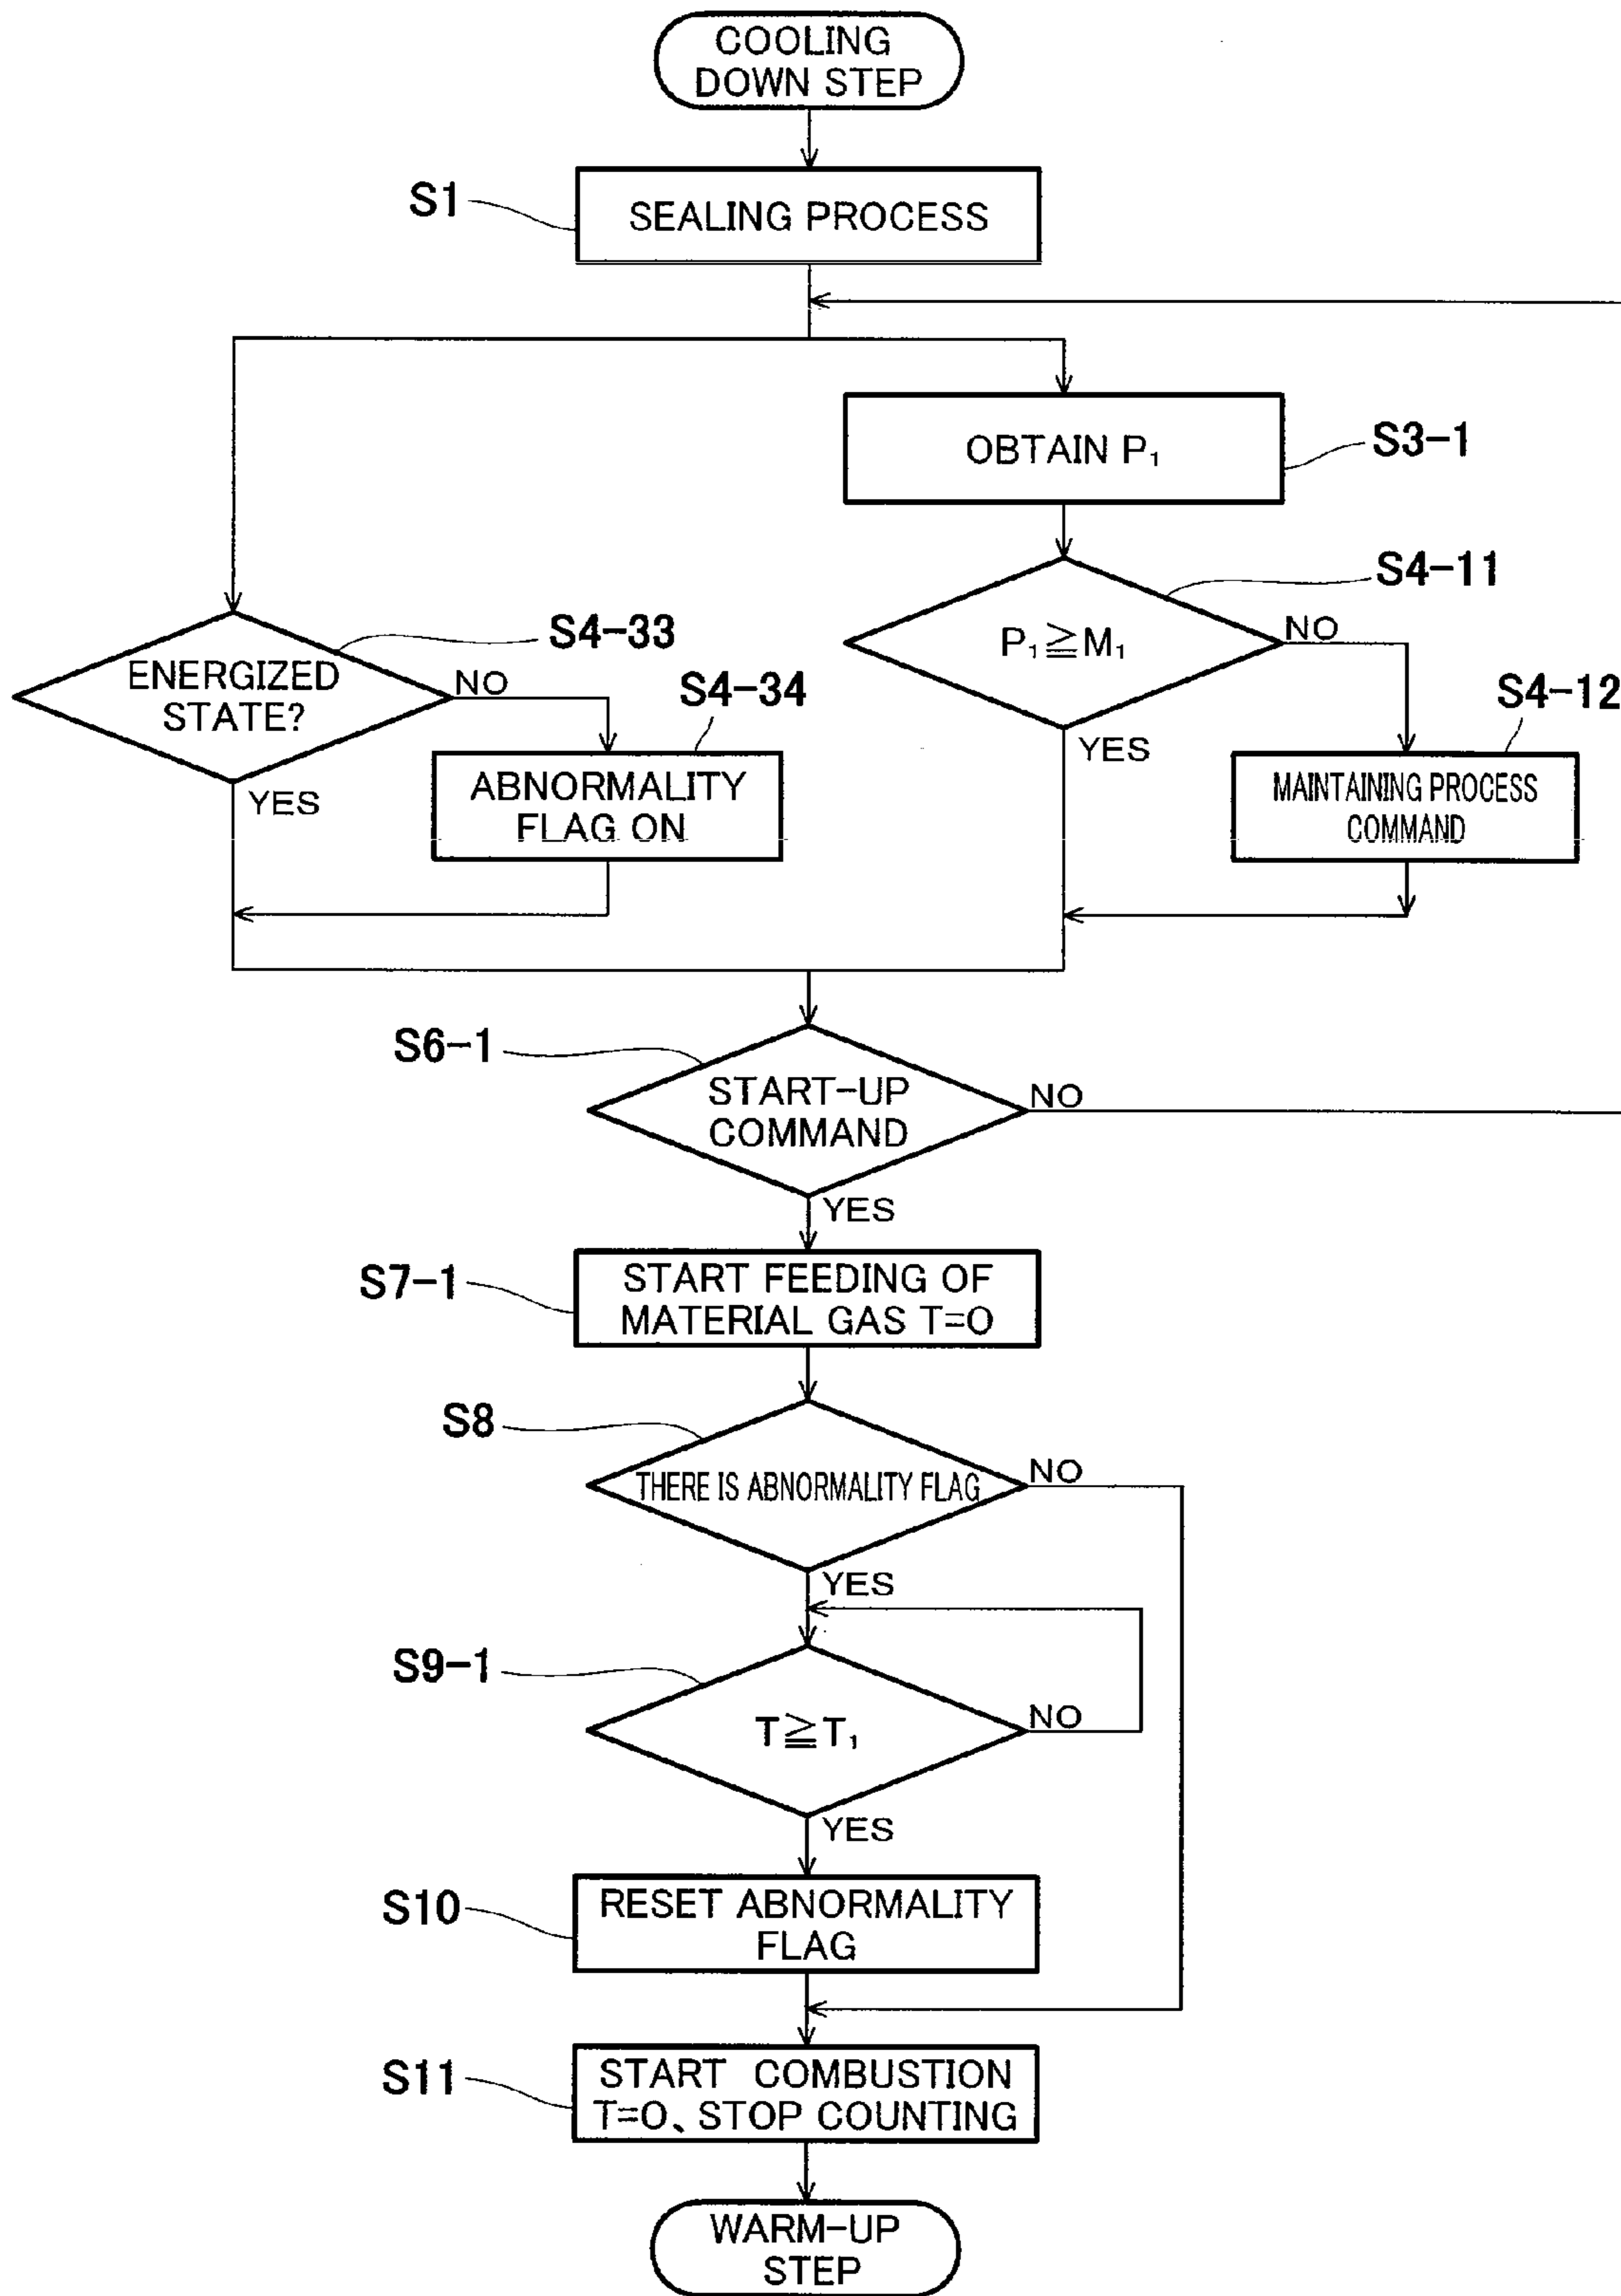 COOLING
DOWN STEP
S1
SEALING PROCESS
OBTAIN P₁
S3-1
S4-11
P₁≧M₁
NO
S4-33
ENERGIZED
STATE?
NO
S4-34
S4-12
YES
YES
ABNORMALITY
FLAG ON
MAINTAINING PROCESS
COMMAND
S6-1
START-UP
COMMAND
NO
YES
S7-1
START FEEDING OF
MATERIAL GAS T=0
S8
THERE IS ABNORMALITY FLAG
NO
YES
S9-1
T≧T₁
NO
YES
S10
RESET ABNORMALITY
FLAG
S11
START COMBUSTION
T=0、STOP COUNTING
WARM-UP
STEP